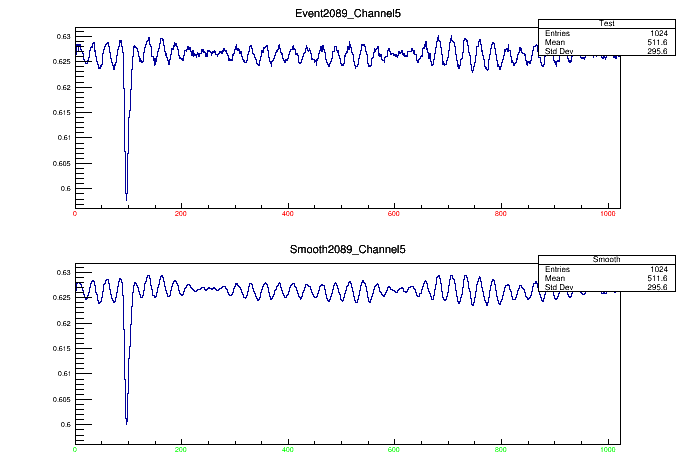 Event2089_Channel5
Test
Entries 1024
Mean 511.6
Std Dev 295.6
0.63
0.625
0.62
0.615
0.61
0.605
0.6
0 200 400 600 800 1000
Smooth2089_Channel5
Smooth
Entries 1024
Mean 511.6
Std Dev 295.6
0.63
0.625
0.62
0.615
0.61
0.605
0.6
0 200 400 600 800 1000